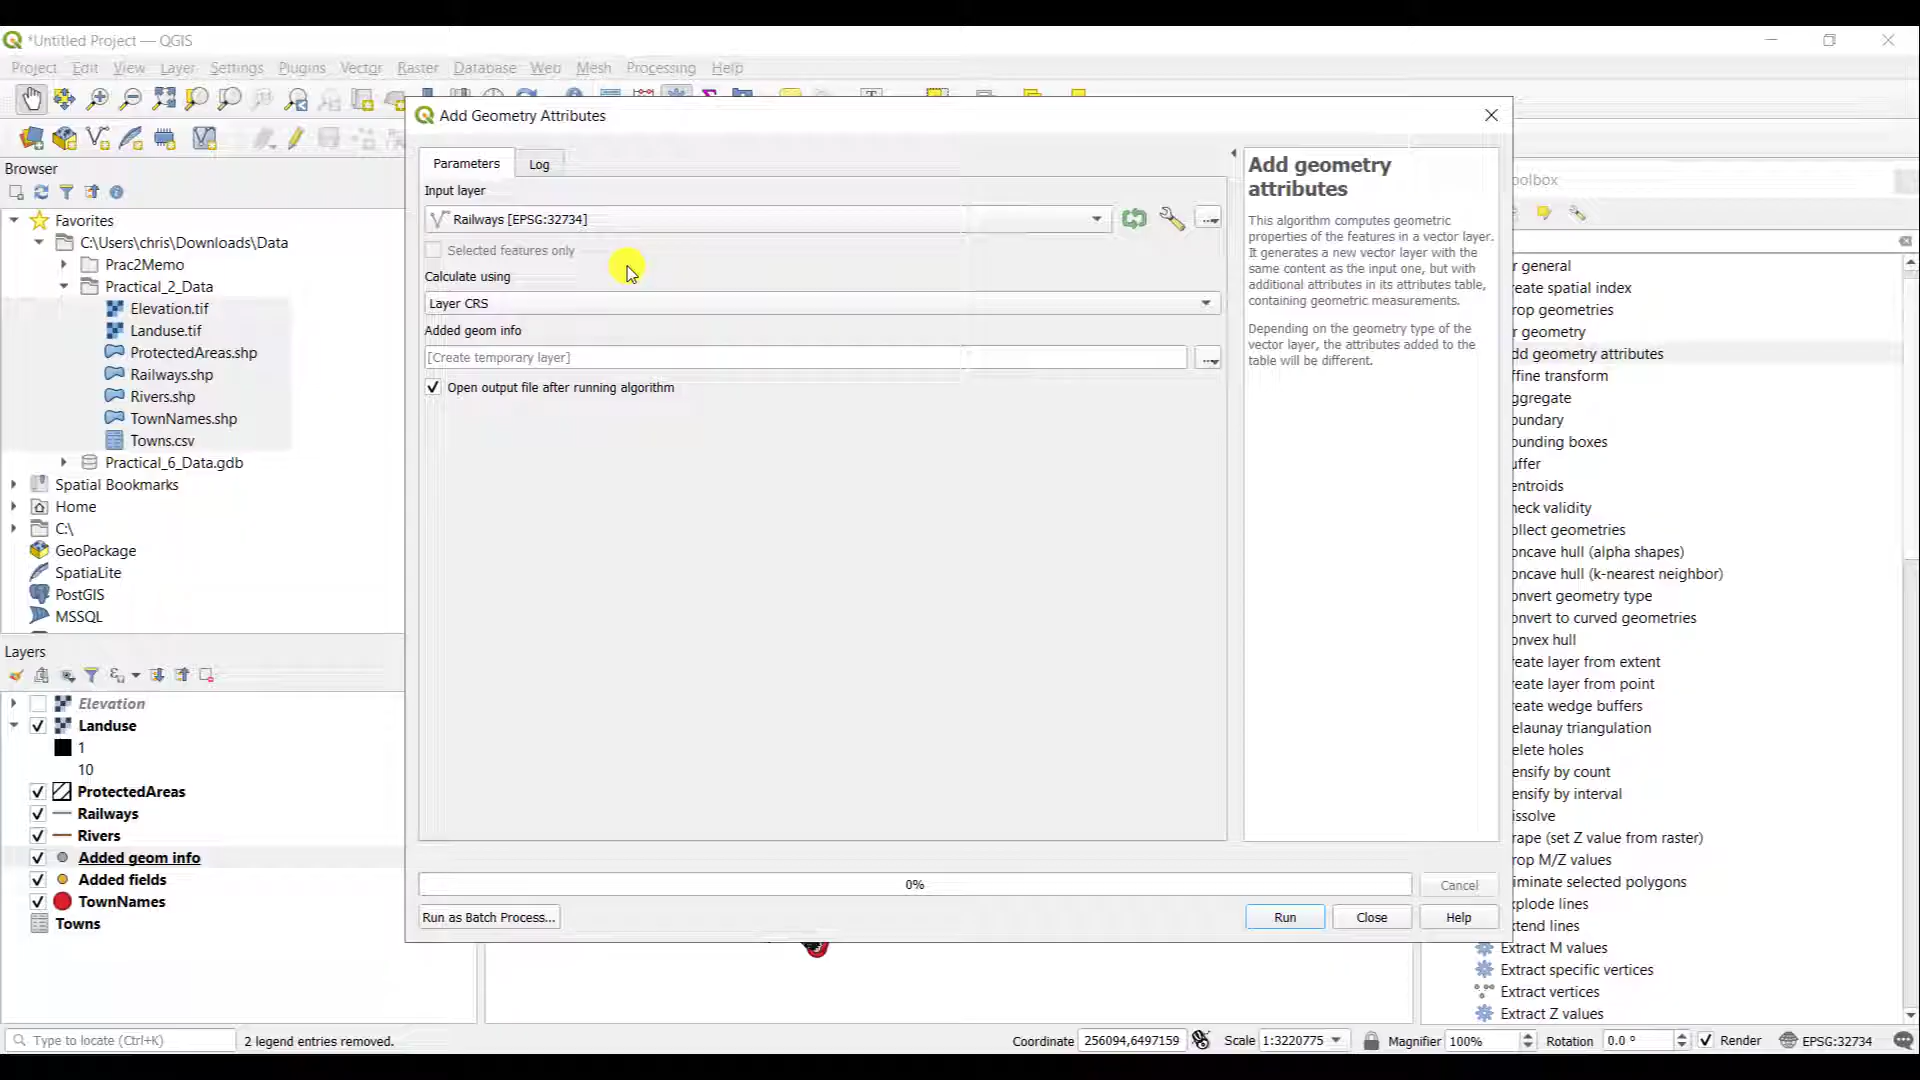 *Untitled Project — QGIS
Project Edit View Layer Settings Plugins Vector Raster Database Web Mesh Processing Help
Browser
Favorites
C:\Users\chris\Downloads\Data
Prac2Memo
Practical_2_Data
Elevation.tif
Landuse.tif
ProtectedAreas.shp
Railways.shp
Rivers.shp
TownNames.shp
Towns.csv
Practical_6_Data.gdb
Spatial Bookmarks
Home
C:\
GeoPackage
SpatiaLite
PostGIS
MSSQL
Layers
Elevation
Landuse
1
10
ProtectedAreas
Railways
Rivers
Added geom info
Added fields
TownNames
Towns
Add Geometry Attributes
Parameters Log
Input layer
Railways [EPSG:32734]
Selected features only
Calculate using
Layer CRS
Added geom info
[Create temporary layer]
Open output file after running algorithm
Add geometry
attributes
This algorithm computes geometric
properties of the features in a vector layer.
It generates a new vector layer with the
same content as the input one, but with
additional attributes in its attributes table,
containing geometric measurements.
Depending on the geometry type of the
vector layer, the attributes added to the
table will be different.
0%
Cancel
Run as Batch Process...
Run Close Help
oolbox
r general
reate spatial index
rop geometries
r geometry
dd geometry attributes
ffine transform
ggregate
oundary
ounding boxes
uffer
entroids
heck validity
ollect geometries
oncave hull (alpha shapes)
oncave hull (k-nearest neighbor)
onvert geometry type
onvert to curved geometries
onvex hull
reate layer from extent
reate layer from point
reate wedge buffers
elaunay triangulation
elete holes
ensify by count
ensify by interval
issolve
rape (set Z value from raster)
rop M/Z values
iminate selected polygons
xplode lines
xtend lines
Extract M values
Extract specific vertices
Extract vertices
Extract Z values
Type to locate (Ctrl+K) 2 legend entries removed. Coordinate 256094,6497159 Scale 1:3220775 Magnifier 100% Rotation 0.0 ° Render EPSG:32734